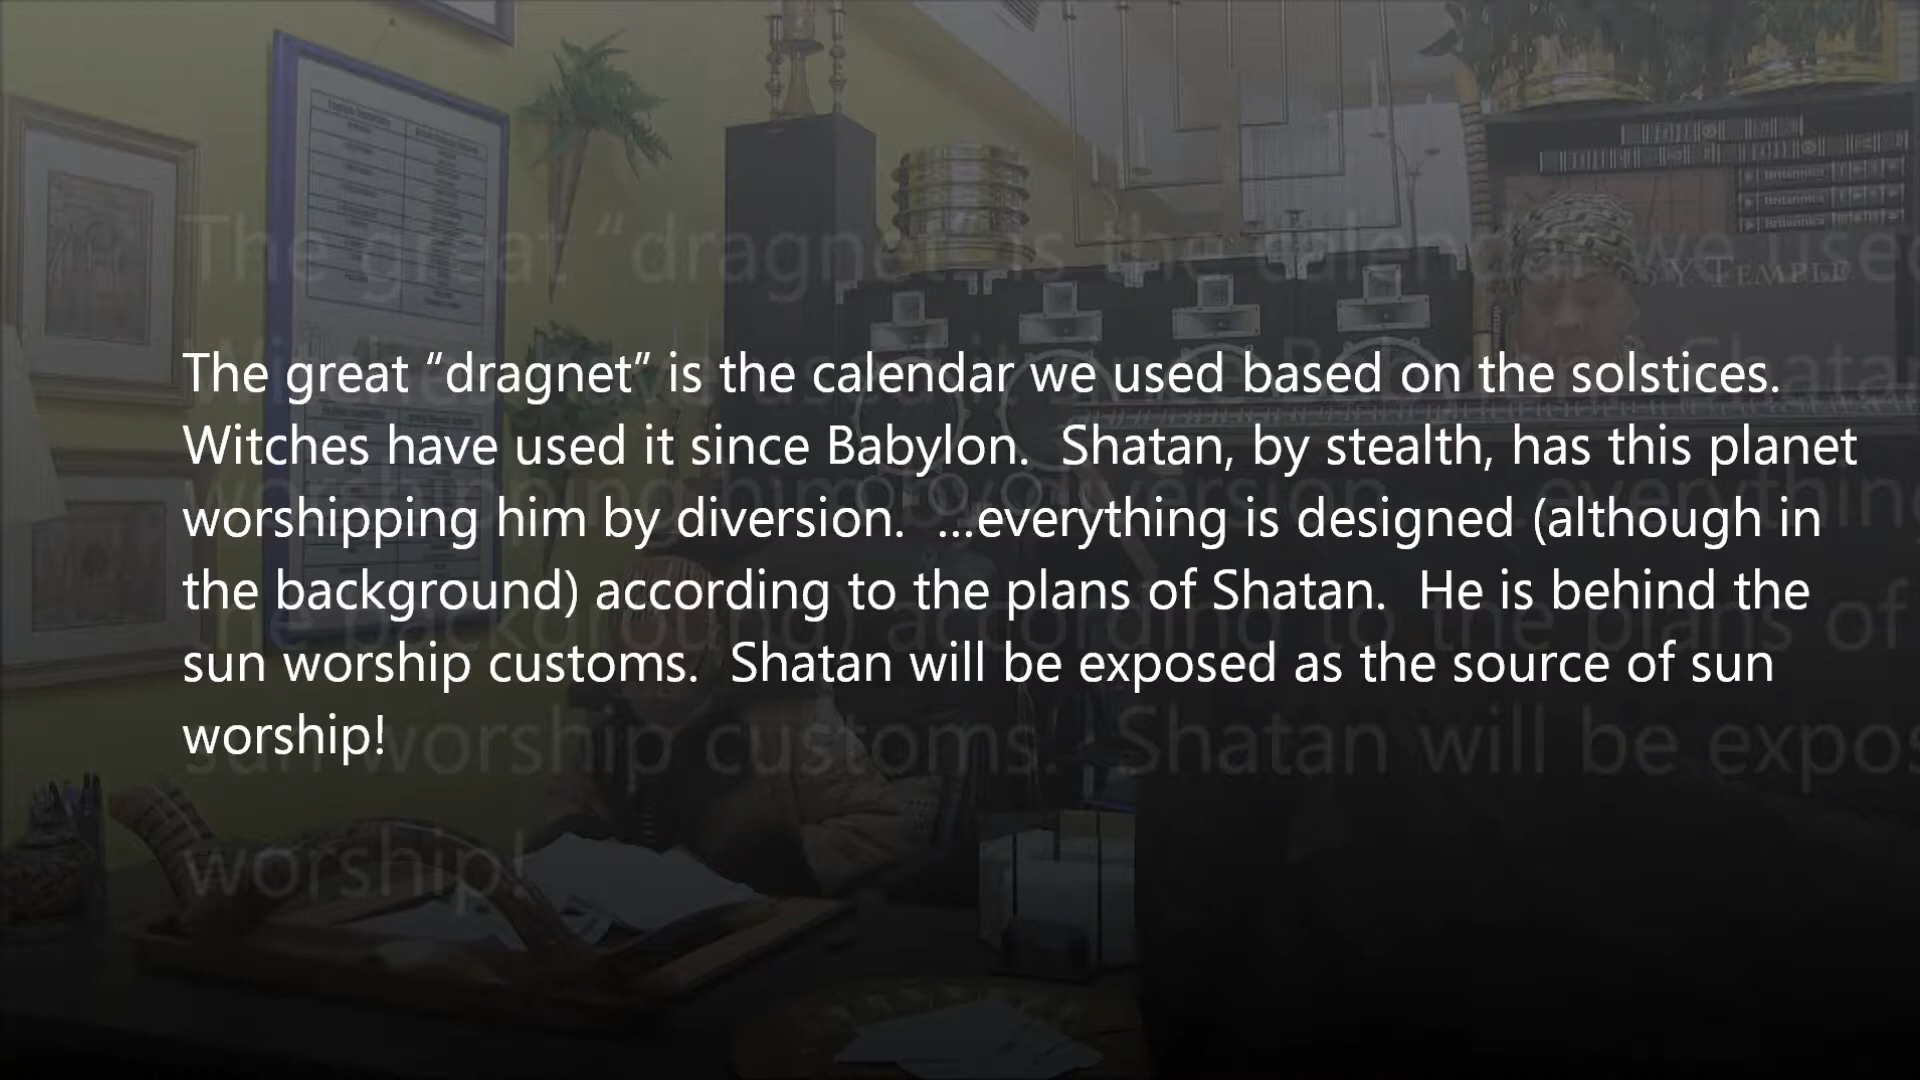 The great “dragnet” is the calendar we used based on the solstices.
Witches have used it since Babylon.  Shatan, by stealth, has this planet
worshipping him by diversion.  ...everything is designed (although in
the background) according to the plans of Shatan.  He is behind the
sun worship customs.  Shatan will be exposed as the source of sun
worship!
Britannica
Britannica
Britannica